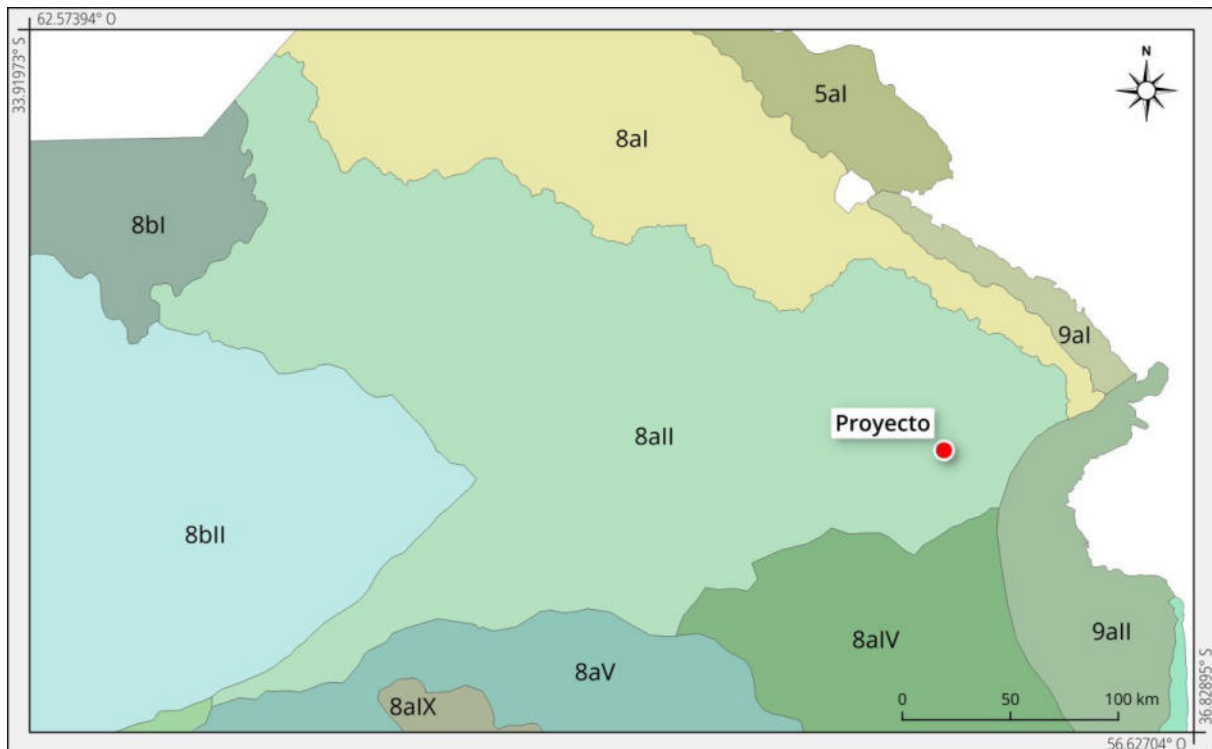 62.57394° O
33.91973° S
N
5aI
8aI
8bI
9aI
Proyecto
8aII
8bII
8aIV
9aII
8aV
8aIX
0 50 100 km
36.82895° S
56.62704° O